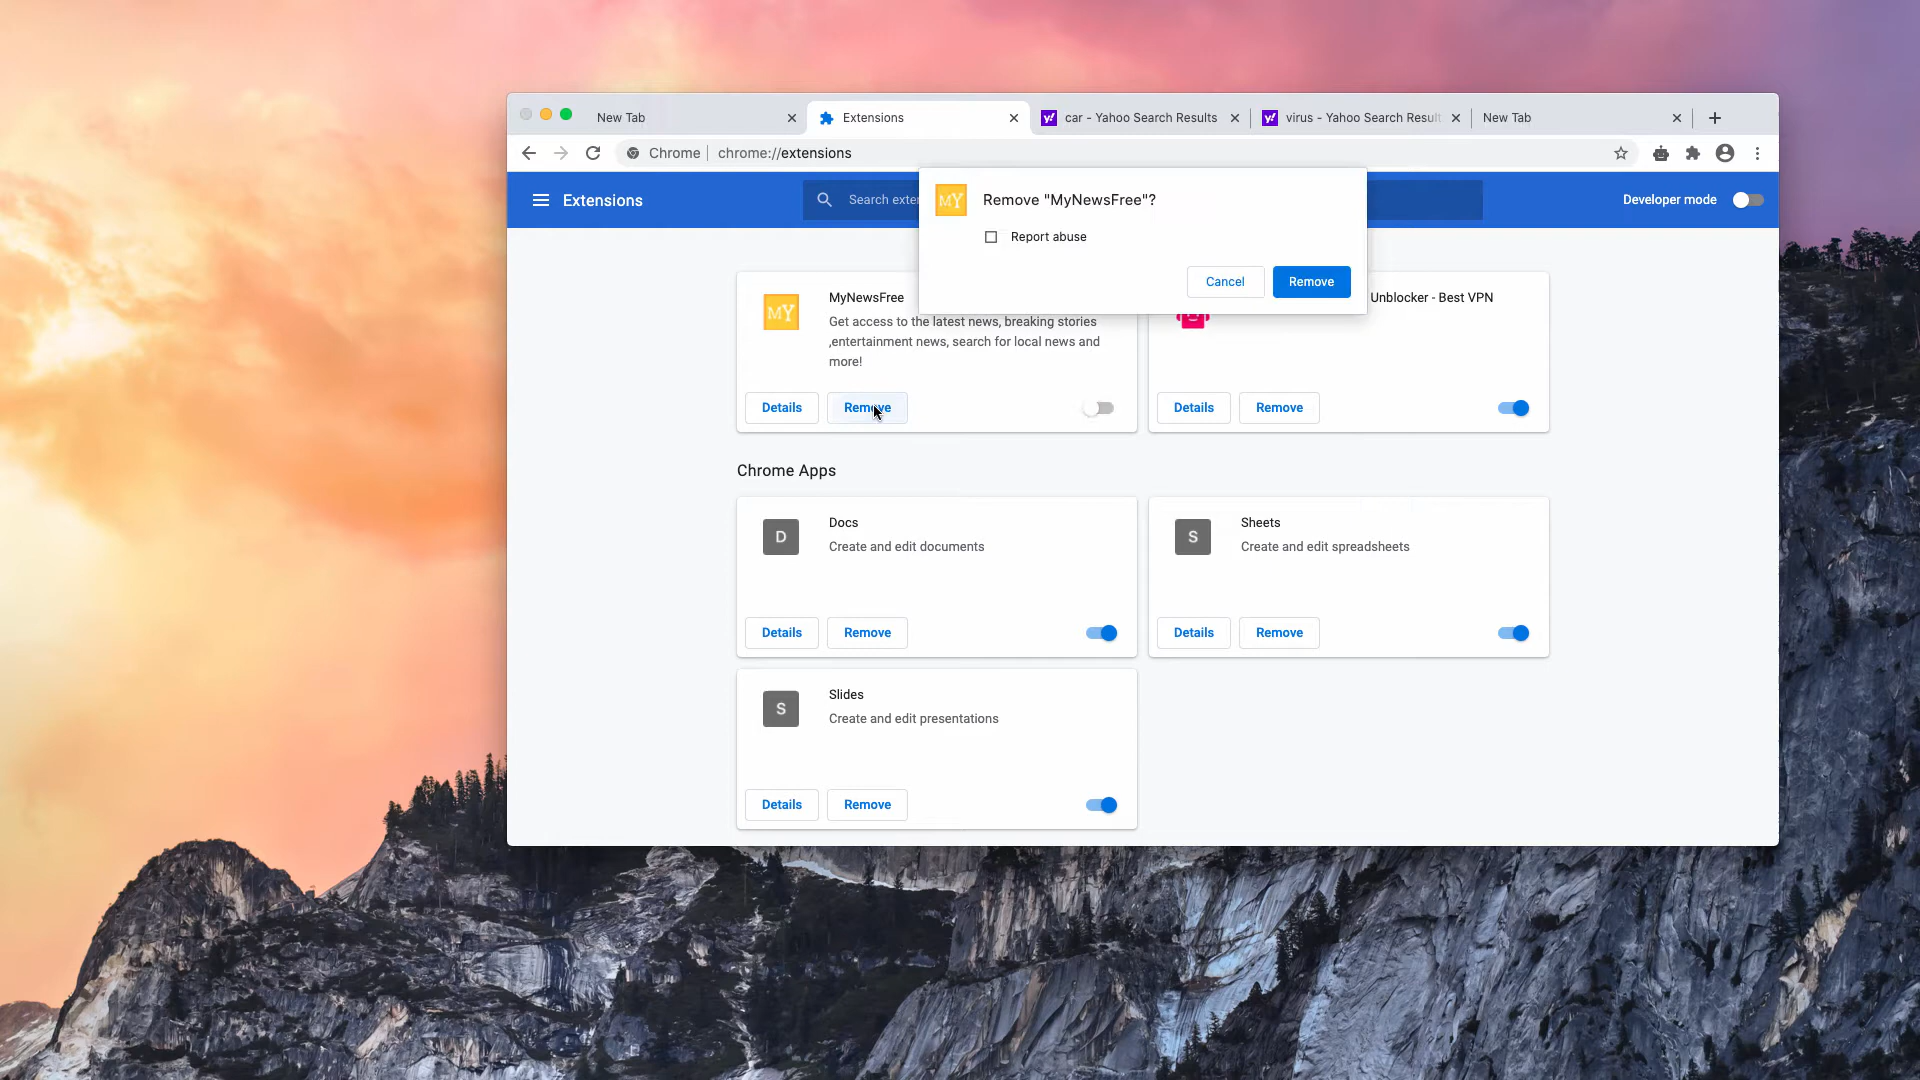 New Tab
Extensions
car - Yahoo Search Results
virus - Yahoo Search Result
New Tab
Chrome
chrome://extensions
Extensions
Search exte
Developer mode
MY
Remove "MyNewsFree"?
Report abuse
Cancel
Remove
MY
MyNewsFree
Get access to the latest news, breaking stories
,entertainment news, search for local news and
more!
Details
Remove
Unblocker - Best VPN
Details
Remove
Chrome Apps
D
Docs
Create and edit documents
Details
Remove
S
Sheets
Create and edit spreadsheets
Details
Remove
S
Slides
Create and edit presentations
Details
Remove